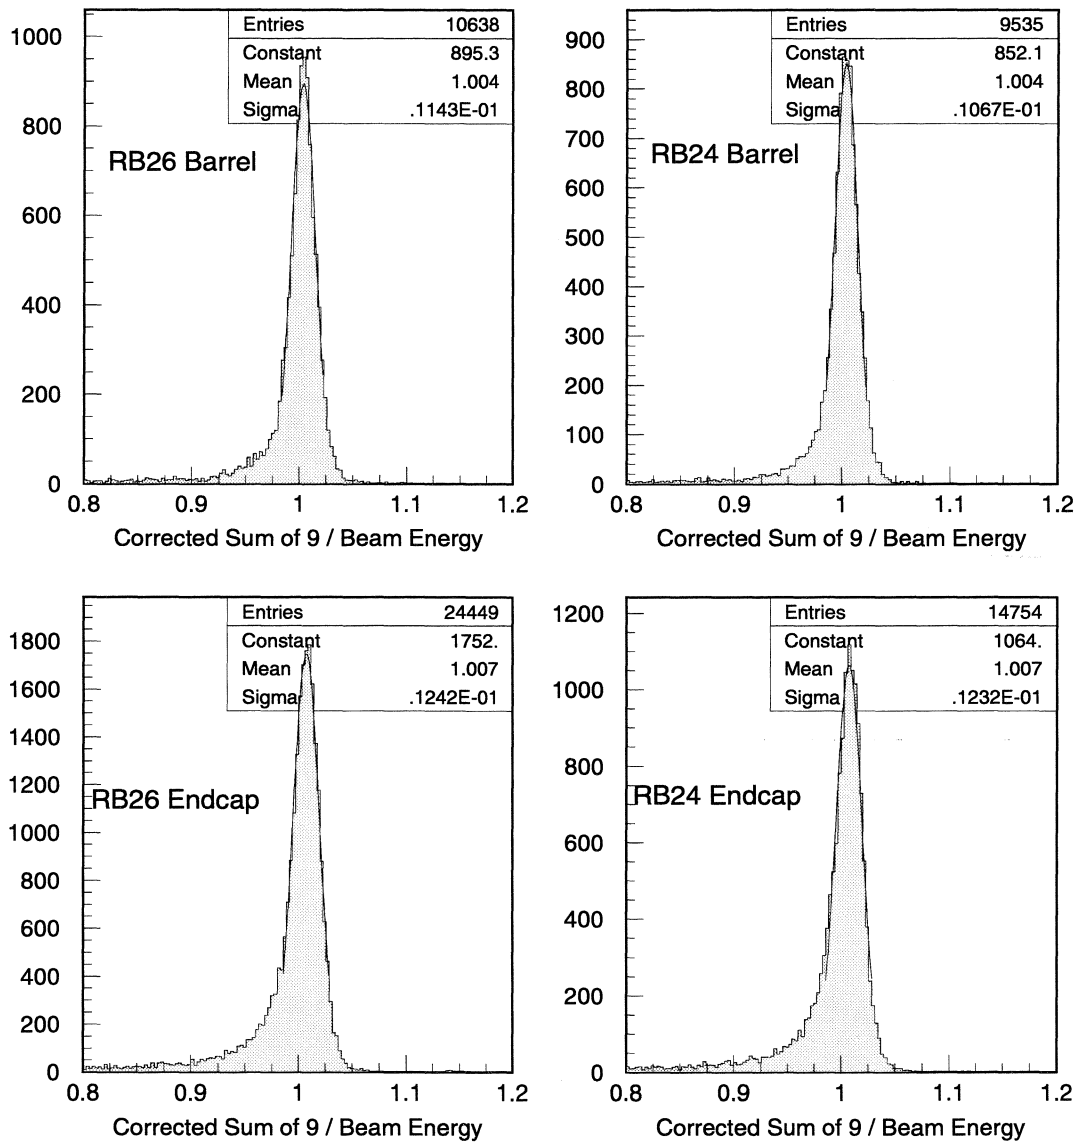 Entries 10638
Constant 895.3
Mean 1.004
Sigma .1143E-01
RB26 Barrel
1000
800
600
400
200
0
0.8 0.9 1 1.1 1.2
Corrected Sum of 9 / Beam Energy
Entries 9535
Constant 852.1
Mean 1.004
Sigma .1067E-01
RB24 Barrel
900
800
700
600
500
400
300
200
100
0
0.8 0.9 1 1.1 1.2
Corrected Sum of 9 / Beam Energy
Entries 24449
Constant 1752.
Mean 1.007
Sigma .1242E-01
RB26 Endcap
1800
1600
1400
1200
1000
800
600
400
200
0
0.8 0.9 1 1.1 1.2
Corrected Sum of 9 / Beam Energy
Entries 14754
Constant 1064.
Mean 1.007
Sigma .1232E-01
RB24 Endcap
1200
1000
800
600
400
200
0
0.8 0.9 1 1.1 1.2
Corrected Sum of 9 / Beam Energy